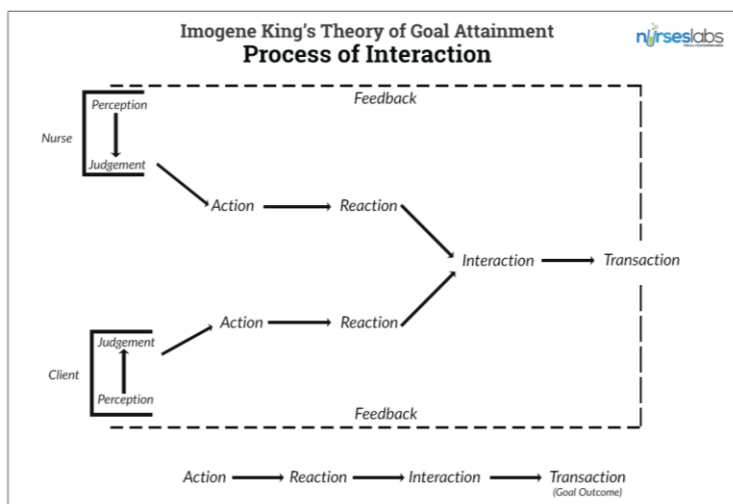 Imogene King's Theory of Goal Attainment
Process of Interaction
nurseslabs
Feedback
Nurse
Perception
Judgement
Action
Reaction
Interaction
Transaction
Action
Reaction
Client
Judgement
Perception
Feedback
Action
Reaction
Interaction
Transaction
(Goal Outcome)